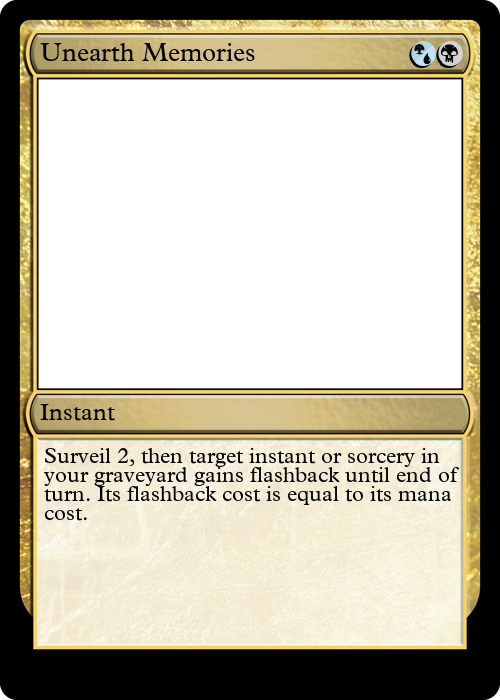 Unearth Memories
Instant
Surveil 2, then target instant or sorcery in
your graveyard gains flashback until end of
turn. Its flashback cost is equal to its mana
cost.